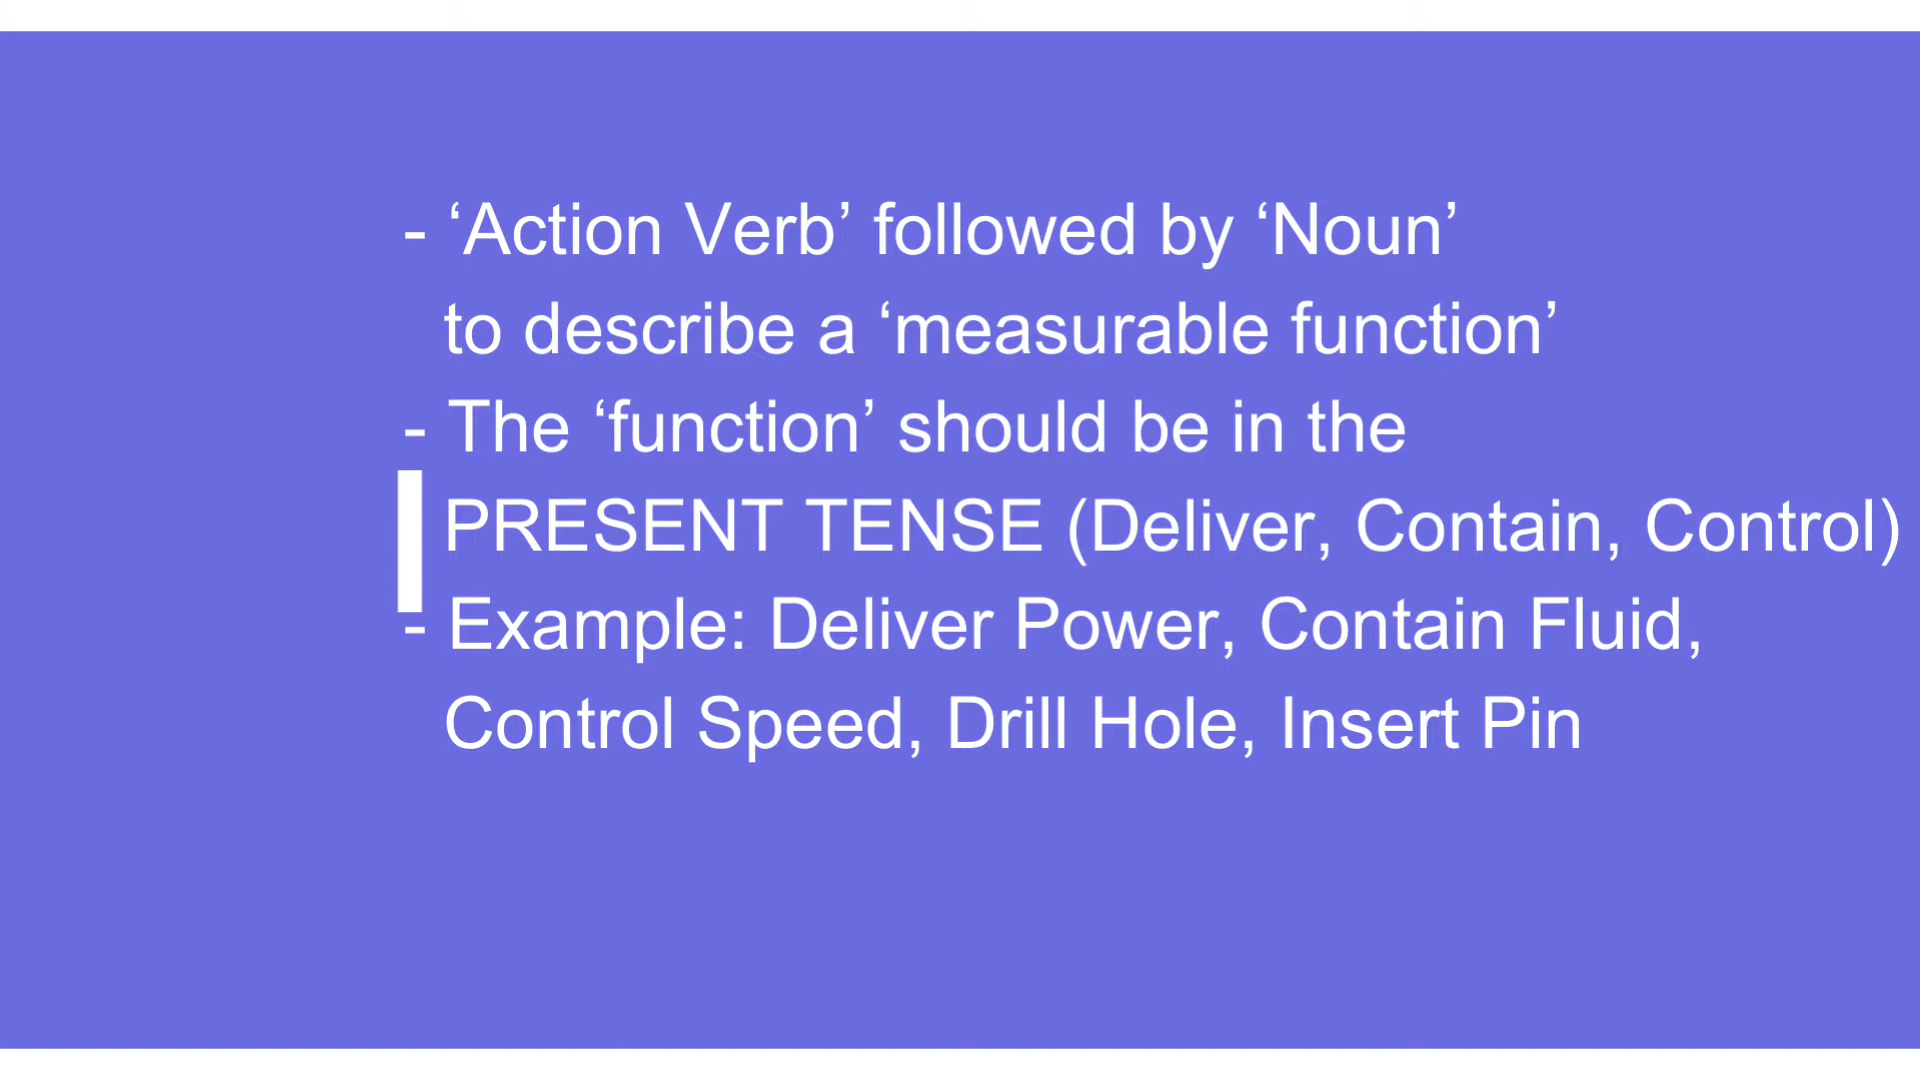 - ‘Action Verb’ followed by ‘Noun’
to describe a ‘measurable function’
- The ‘function’ should be in the
PRESENT TENSE (Deliver, Contain, Control)
- Example: Deliver Power, Contain Fluid,
Control Speed, Drill Hole, Insert Pin